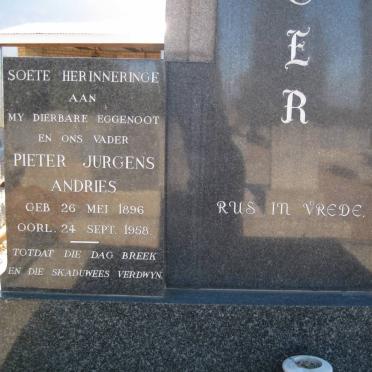 SOETE HERINNERINGE
AAN
MY DIERBARE EGGENOOT
EN ONS VADER
PIETER JURGENS
ANDRIES
GEB 26 MEI 1896
OORL. 24 SEPT. 1958.
TOTDAT DIE DAG BREEK
EN DIE SKADUWEES VERDWYN.
E
R
RUS IN VREDE.